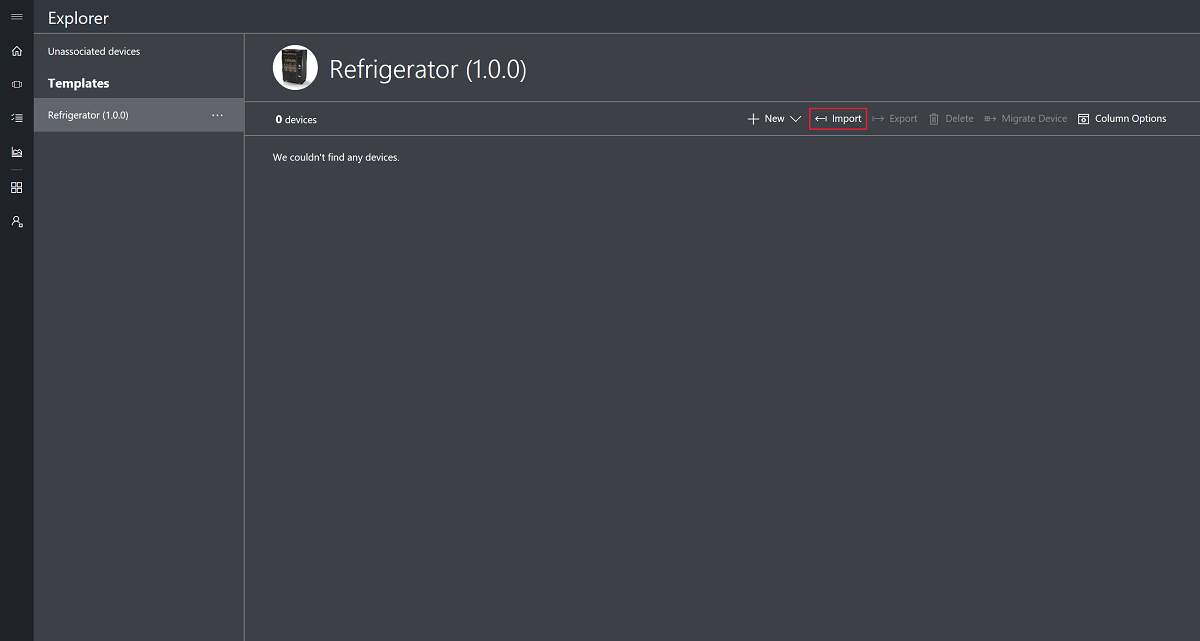 Explorer
Unassociated devices
Templates
Refrigerator (1.0.0)
Refrigerator (1.0.0)
0 devices
New
Import
Export
Delete
Migrate Device
Column Options
We couldn't find any devices.